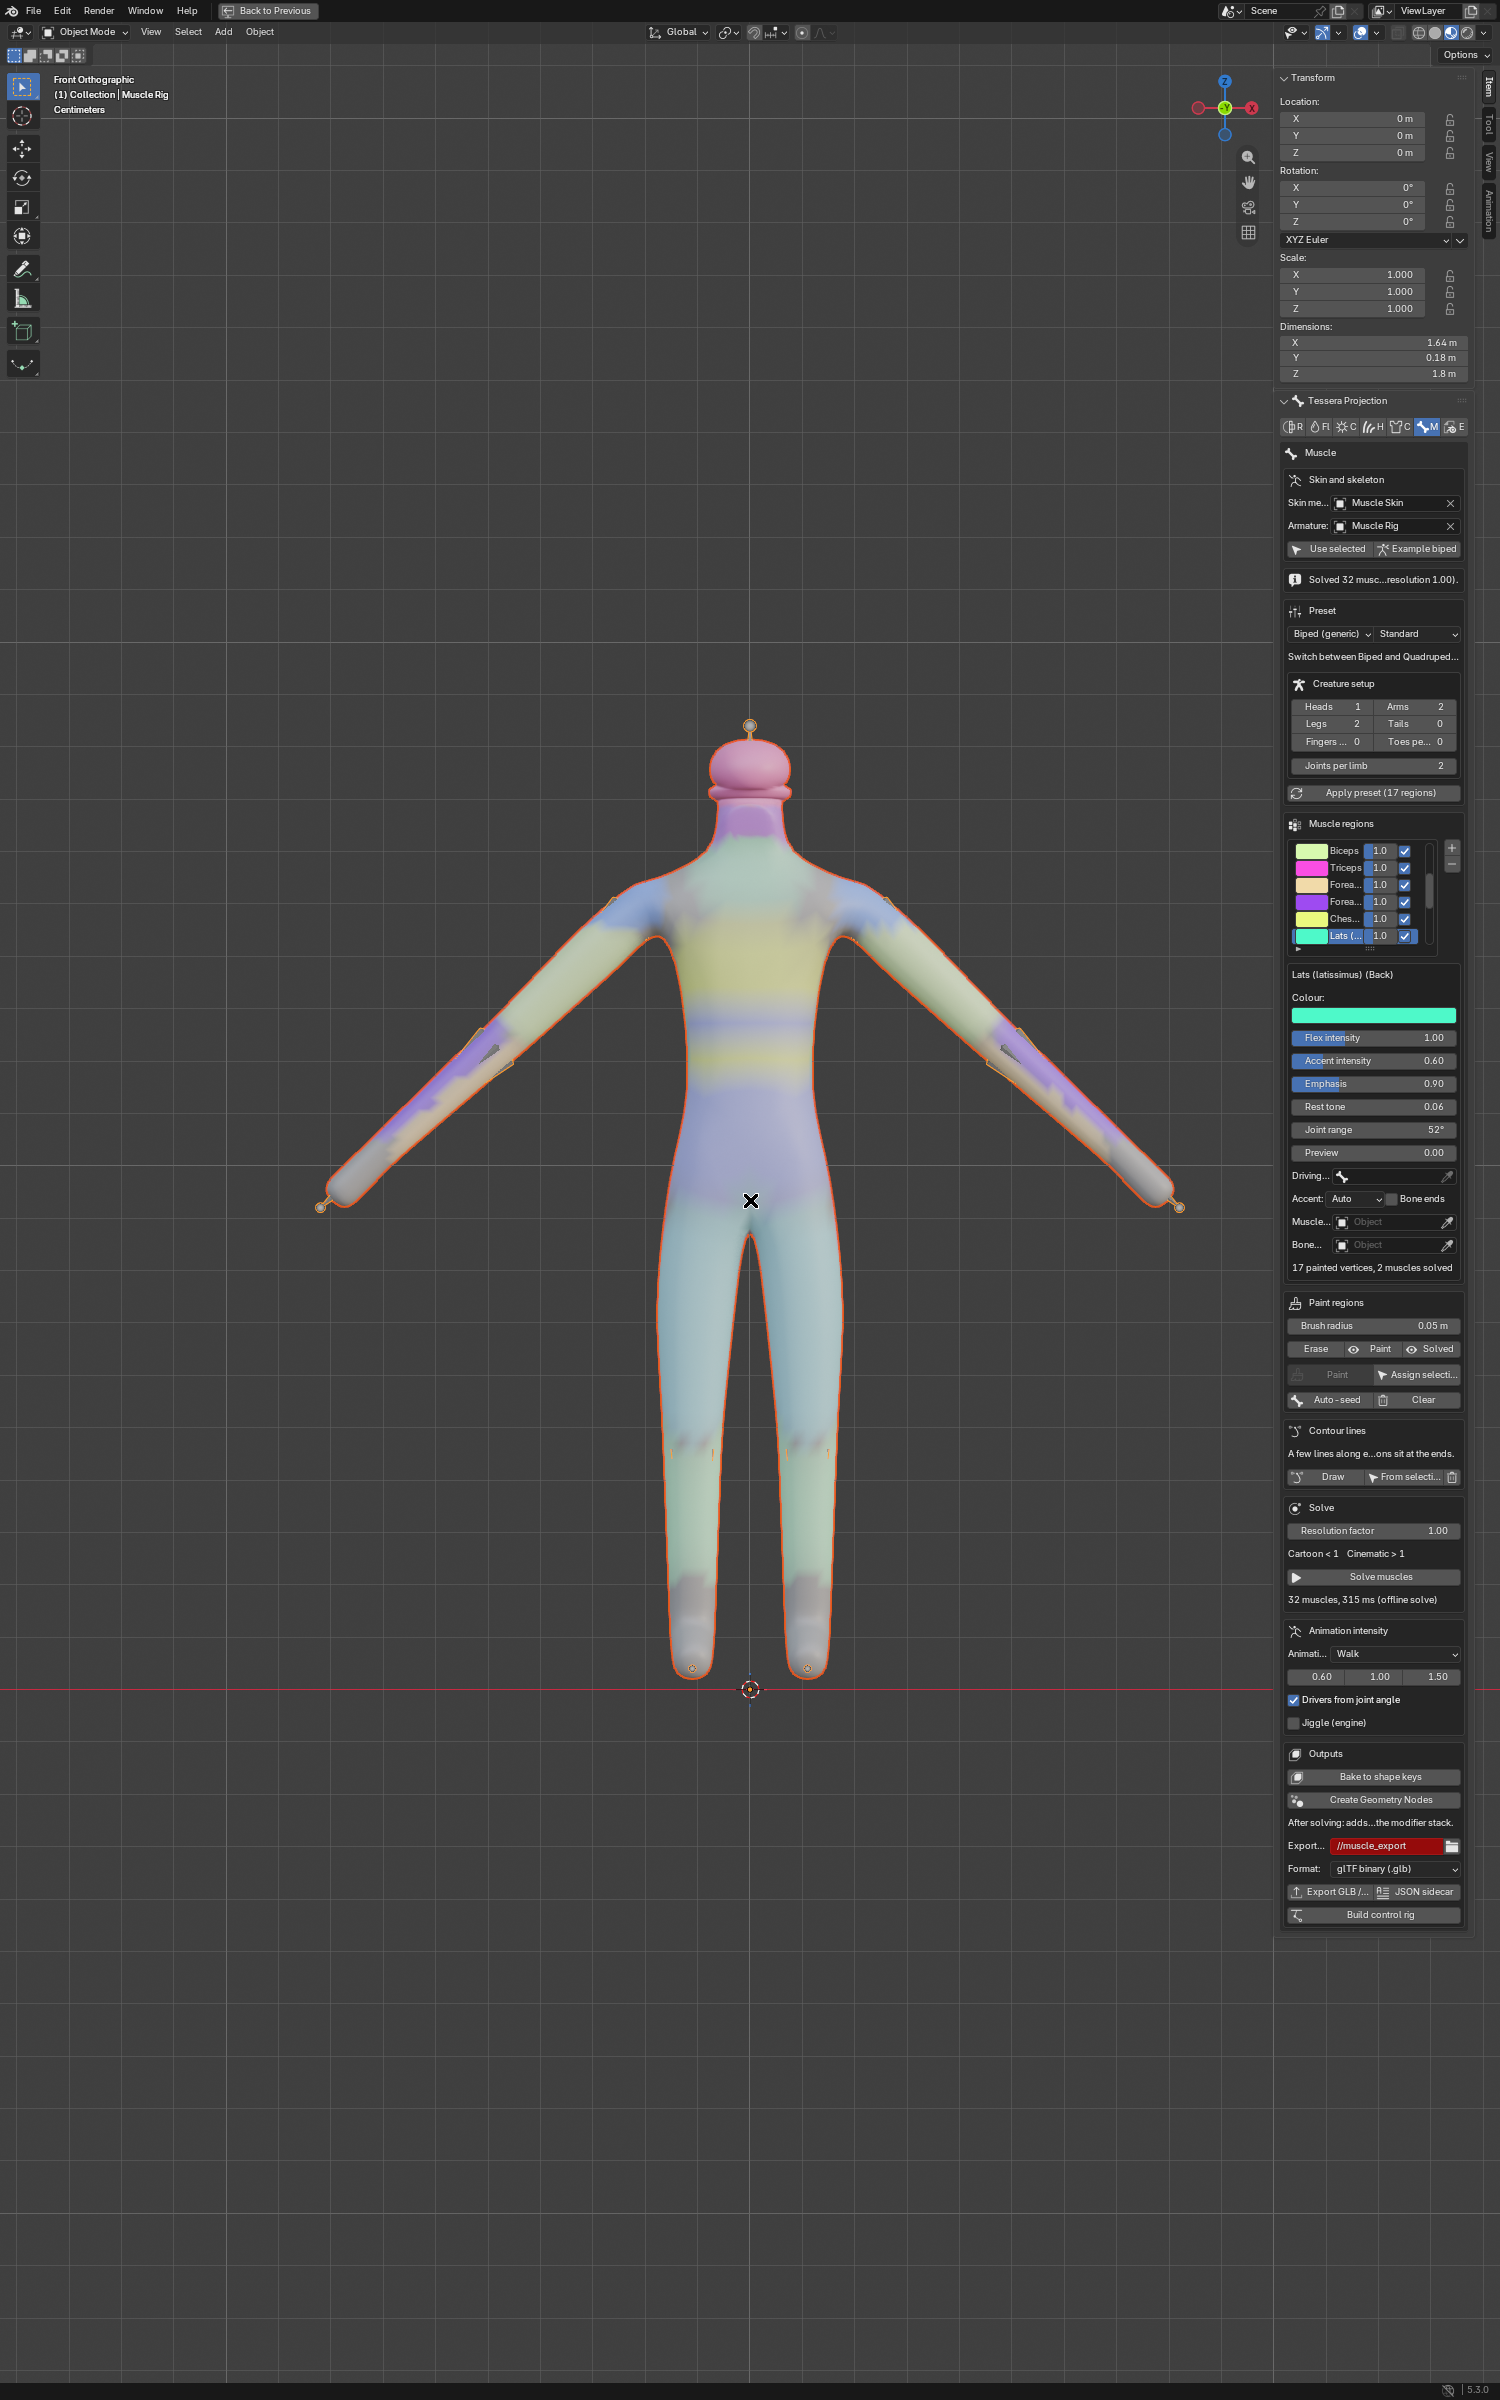 File Edit Render Window Help Back to Previous Scene ViewLayer
Object Mode View Select Add Object Global
Options
Front Orthographic
(1) Collection | Muscle Rig
Centimeters
Z
-Y X
Item
Tool
View
Animation
Transform
Location:
X 0 m
Y 0 m
Z 0 m
Rotation:
X 0°
Y 0°
Z 0°
XYZ Euler
Scale:
X 1.000
Y 1.000
Z 1.000
Dimensions:
X 1.64 m
Y 0.18 m
Z 1.8 m
Tessera Projection
R Fl C H C M E
Muscle
Skin and skeleton
Skin me... Muscle Skin
Armature: Muscle Rig
Use selected Example biped
Solved 32 musc...resolution 1.00).
Preset
Biped (generic) Standard
Switch between Biped and Quadruped...
Creature setup
Heads 1 Arms 2
Legs 2 Tails 0
Fingers ... 0 Toes pe... 0
Joints per limb 2
Apply preset (17 regions)
Muscle regions
Biceps 1.0
Triceps 1.0
Forea... 1.0
Forea... 1.0
Ches... 1.0
Lats (... 1.0
Lats (latissimus) (Back)
Colour:
Flex intensity 1.00
Accent intensity 0.60
Emphasis 0.90
Rest tone 0.06
Joint range 52°
Preview 0.00
Driving...
Accent: Auto Bone ends
Muscle... Object
Bone... Object
17 painted vertices, 2 muscles solved
Paint regions
Brush radius 0.05 m
Erase Paint Solved
Paint Assign selecti...
Auto-seed Clear
Contour lines
A few lines along e...ons sit at the ends.
Draw From selecti...
Solve
Resolution factor 1.00
Cartoon < 1 Cinematic > 1
Solve muscles
32 muscles, 315 ms (offline solve)
Animation intensity
Animati... Walk
0.60 1.00 1.50
Drivers from joint angle
Jiggle (engine)
Outputs
Bake to shape keys
Create Geometry Nodes
After solving: adds...the modifier stack.
Export... //muscle_export
Format: glTF binary (.glb)
Export GLB /... JSON sidecar
Build control rig
5.3.0